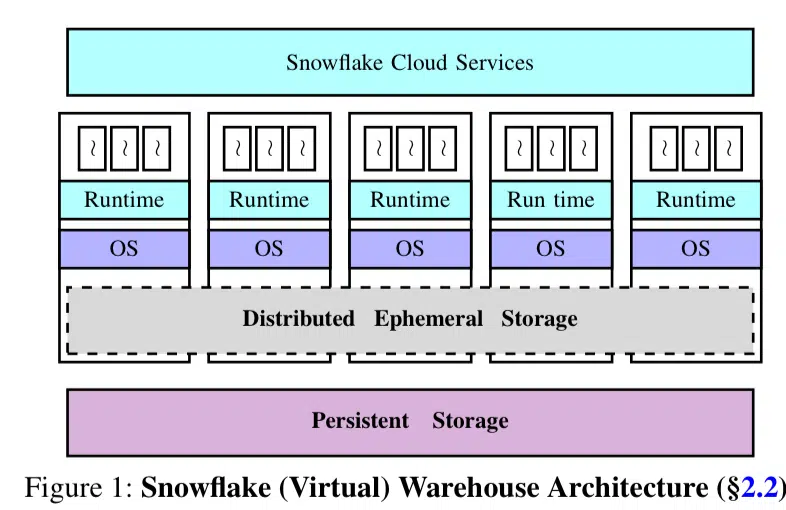 Snowflake Cloud Services
~ ~ ~ ~ ~ ~ ~ ~ ~ ~ ~ ~ ~ ~ ~
Runtime Runtime Runtime Run time Runtime
OS OS OS OS OS
Distributed Ephemeral Storage
Persistent Storage
Figure 1: Snowflake (Virtual) Warehouse Architecture (§2.2)